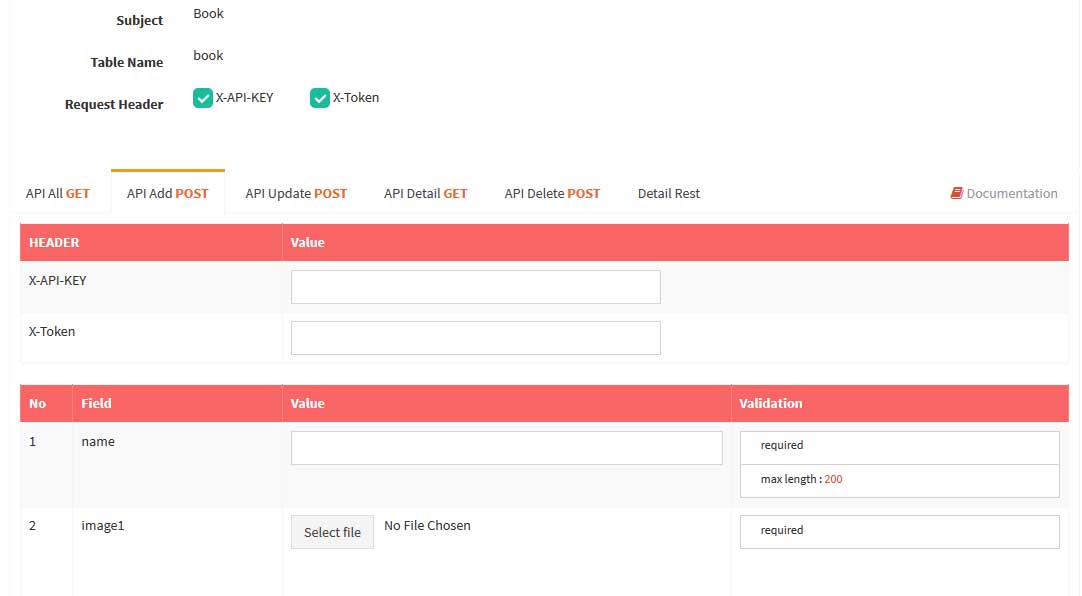 Subject Book
Table Name book
Request Header X-API-KEY X-Token
API All GET API Add POST API Update POST API Detail GET API Delete POST Detail Rest Documentation
HEADER Value
X-API-KEY
X-Token
No Field Value Validation
1 name required
max length : 200
2 image1 Select file No File Chosen required